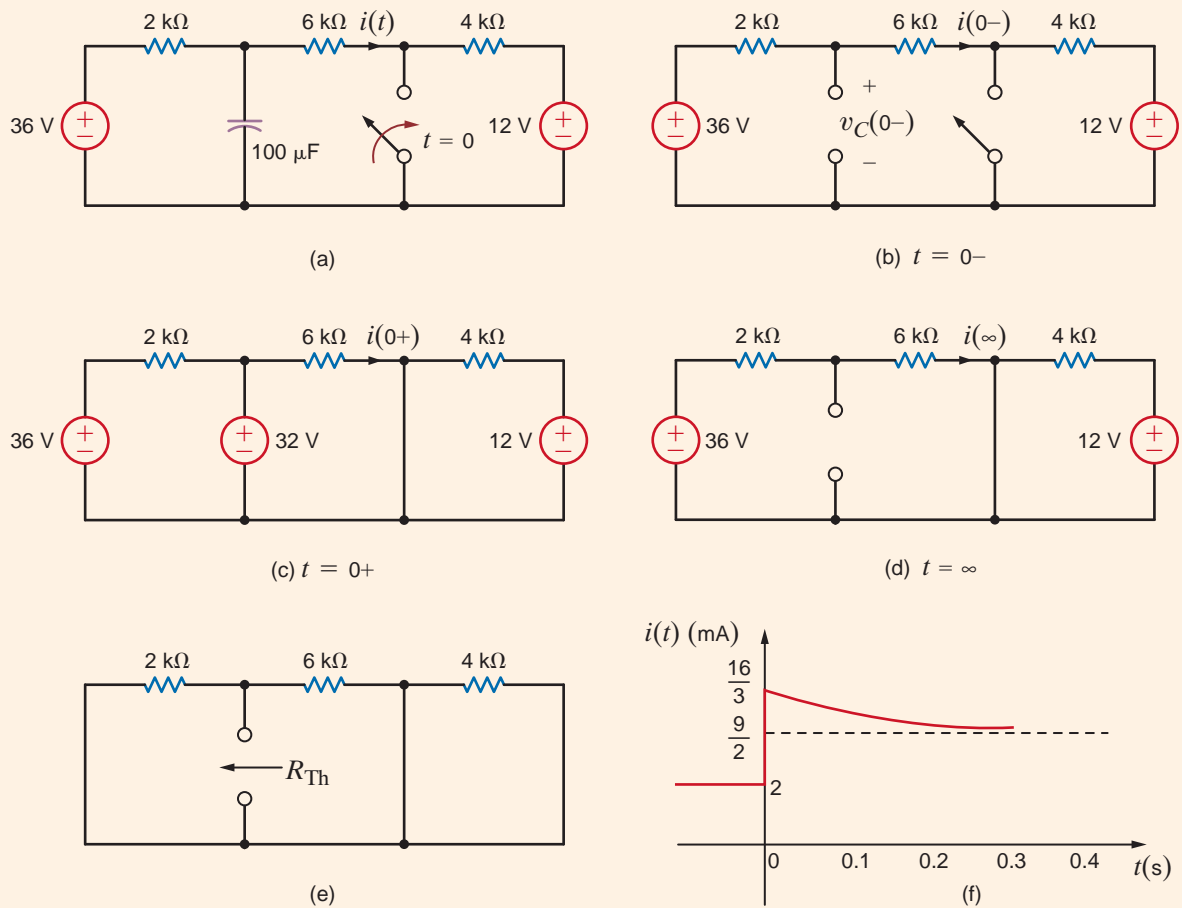 2 kΩ 6 kΩ i(t) 4 kΩ
36 V + − 100 μF t = 0 12 V + −
(a)
2 kΩ 6 kΩ i(0−) 4 kΩ
36 V + − + vC(0−) − 12 V + −
(b) t = 0−
2 kΩ 6 kΩ i(0+) 4 kΩ
36 V + − 32 V + − 12 V + −
(c) t = 0+
2 kΩ 6 kΩ i(∞) 4 kΩ
36 V + − 12 V + −
(d) t = ∞
2 kΩ 6 kΩ 4 kΩ
RTh
(e)
i(t) (mA)
16
3
9
2
2
0 0.1 0.2 0.3 0.4 t(s)
(f)